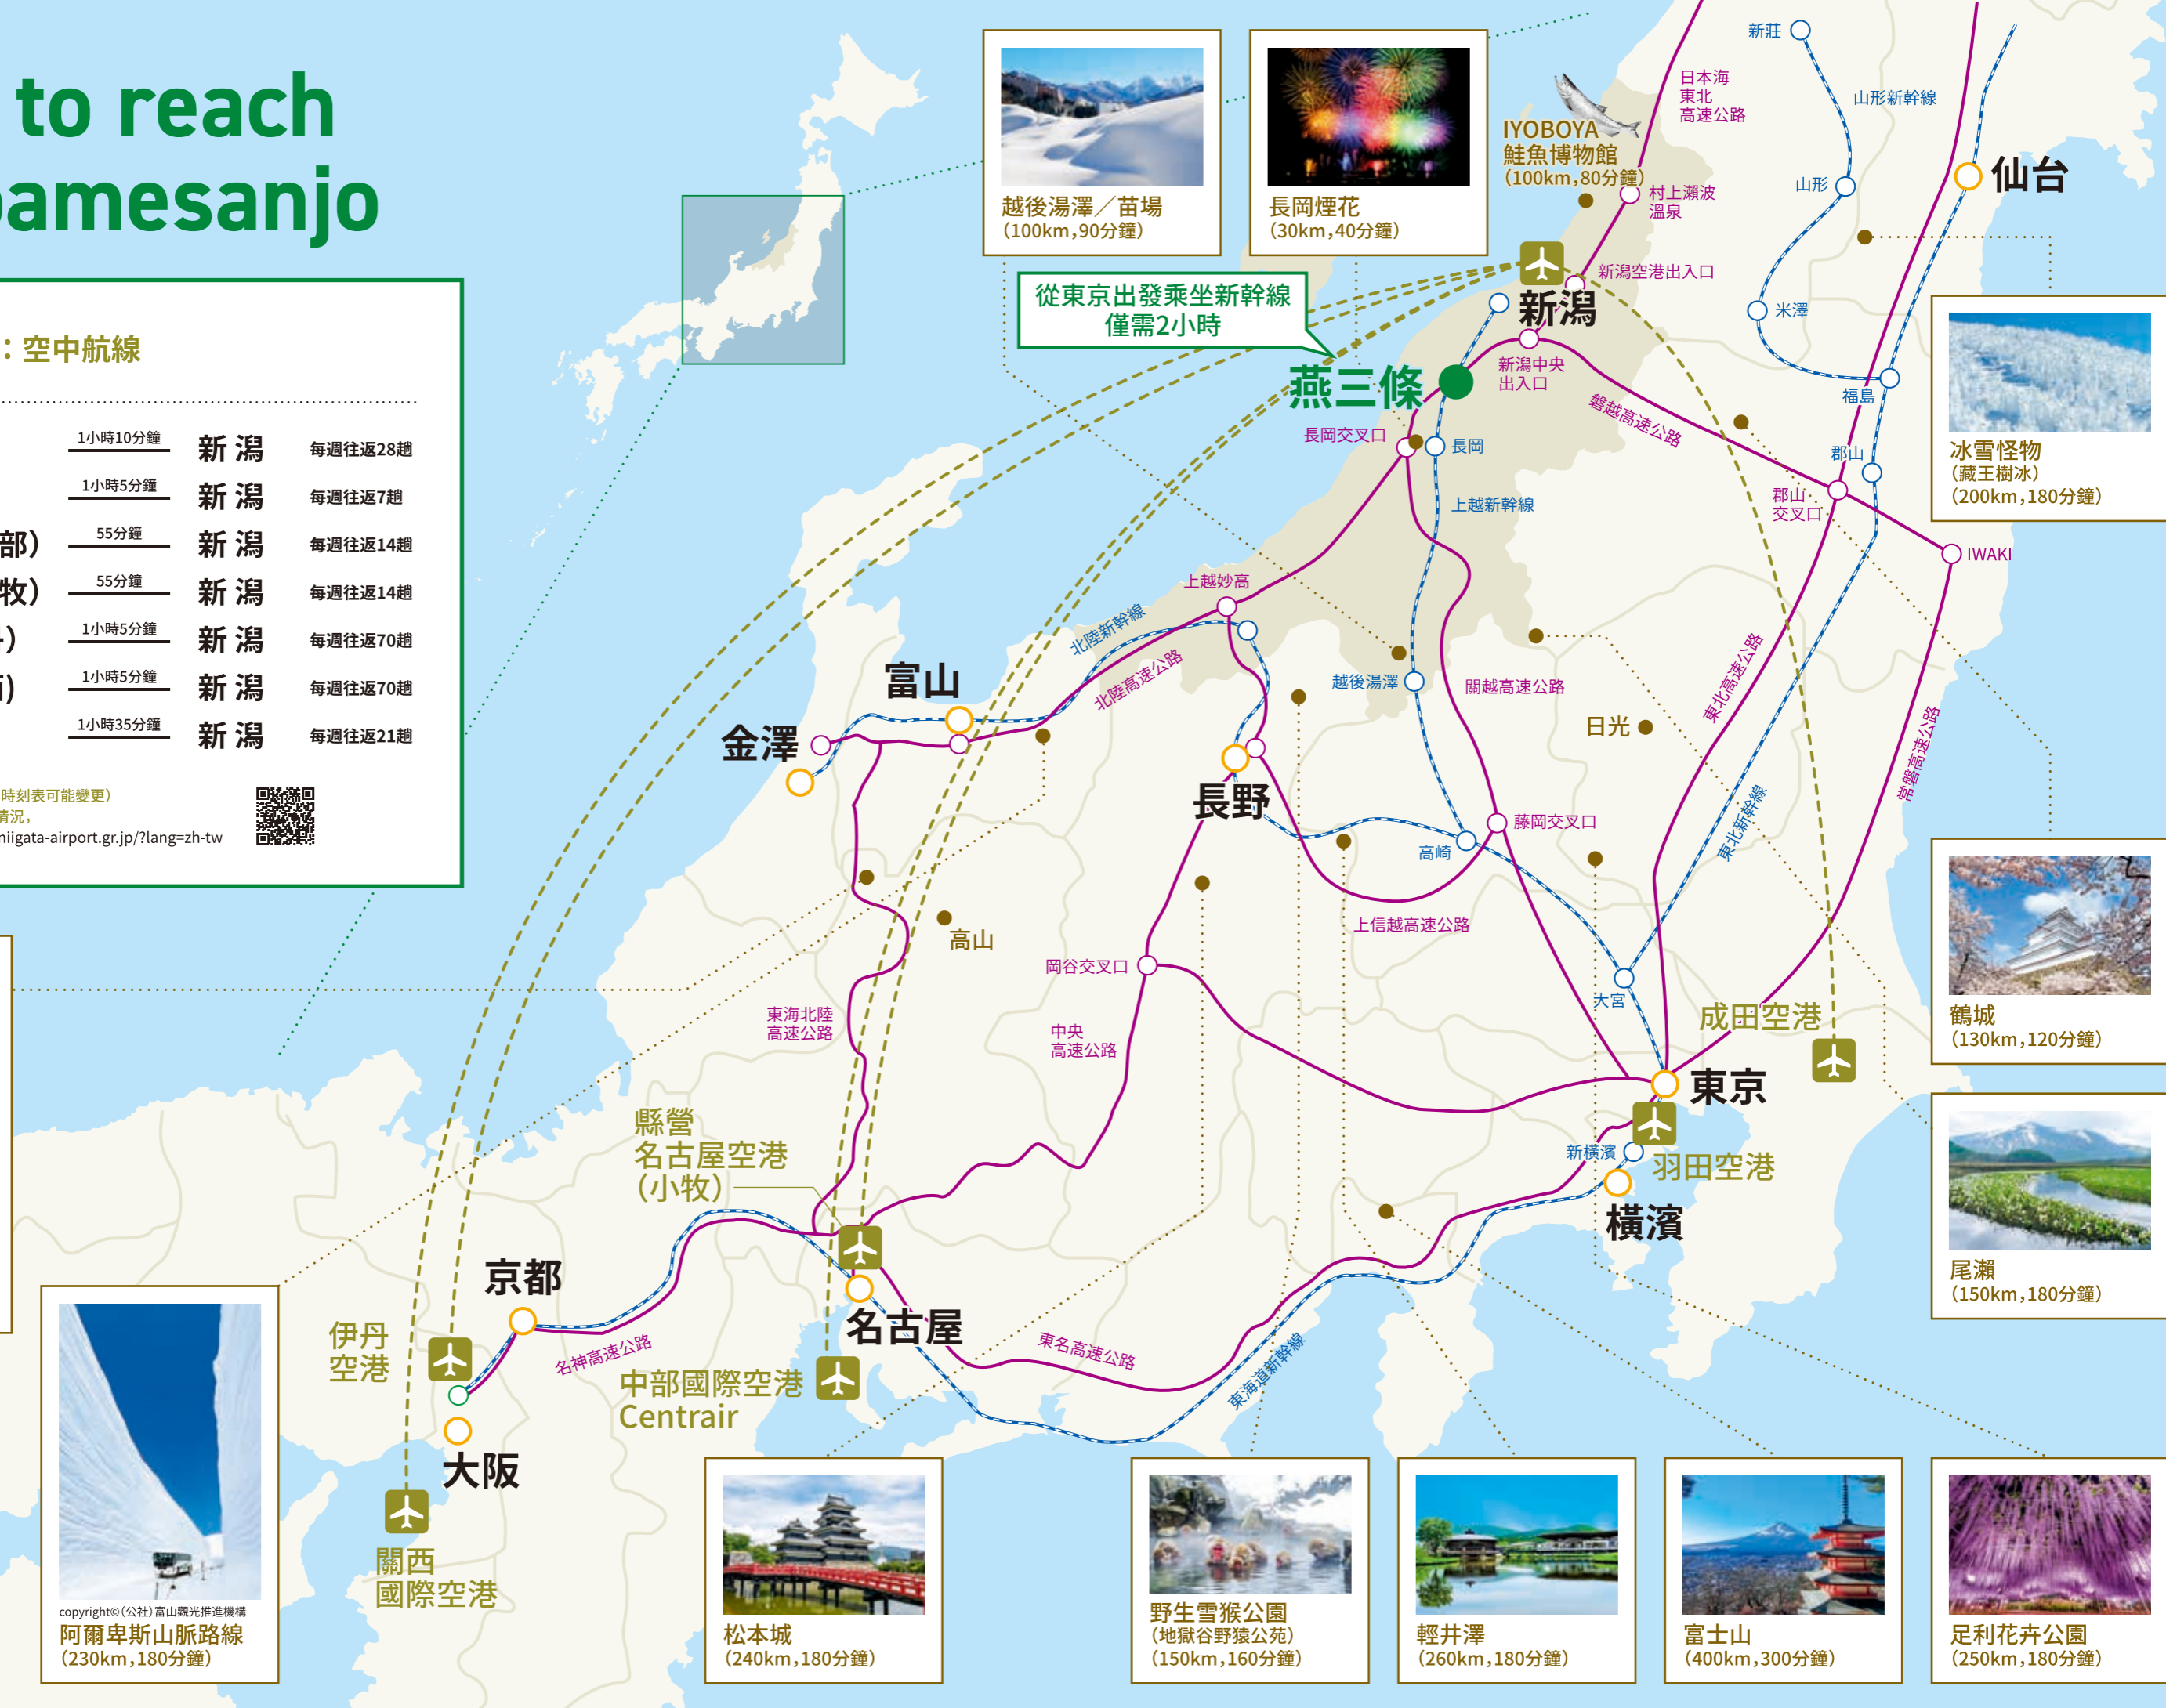 to reach
amesanjo
：空中航線
1小時10分鐘 新潟 每週往返28趟
1小時5分鐘 新潟 每週往返7趟
部） 55分鐘 新潟 每週往返14趟
牧） 55分鐘 新潟 每週往返14趟
） 1小時5分鐘 新潟 每週往返70趟
) 1小時5分鐘 新潟 每週往返70趟
1小時35分鐘 新潟 每週往返21趟
時刻表可能變更）
情況，
niigata-airport.gr.jp/?lang=zh-tw
越後湯澤／苗場
（100km，90分鐘）
長岡煙花
（30km，40分鐘）
IYOBOYA
鮭魚博物館
（100km，80分鐘）
從東京出發乘坐新幹線
僅需2小時
燕三條
新潟
日本海
東北
高速公路
村上瀨波
溫泉
新潟空港出入口
新潟中央
出入口
磐越高速公路
新莊
山形新幹線
山形
米澤
仙台
福島
郡山
郡山
交叉口
IWAKI
長岡交叉口
長岡
上越新幹線
上越妙高
北陸新幹線
北陸高速公路
富山
金澤
長野
越後湯澤
關越高速公路
日光
東北高速公路
東北新幹線
常磐高速公路
藤岡交叉口
高崎
上信越高速公路
高山
岡谷交叉口
東海北陸
高速公路
中央
高速公路
大宮
成田空港
東京
新橫濱
羽田空港
橫濱
縣營
名古屋空港
（小牧）
京都
伊丹
空港
名神高速公路
名古屋
中部國際空港
Centrair
東名高速公路
東海道新幹線
大阪
關西
國際空港
冰雪怪物
（藏王樹冰）
（200km，180分鐘）
鶴城
（130km，120分鐘）
尾瀨
（150km，180分鐘）
copyright©（公社）富山觀光推進機構
阿爾卑斯山脈路線
（230km，180分鐘）
松本城
（240km，180分鐘）
野生雪猴公園
（地獄谷野猿公苑）
（150km，160分鐘）
輕井澤
（260km，180分鐘）
富士山
（400km，300分鐘）
足利花卉公園
（250km，180分鐘）